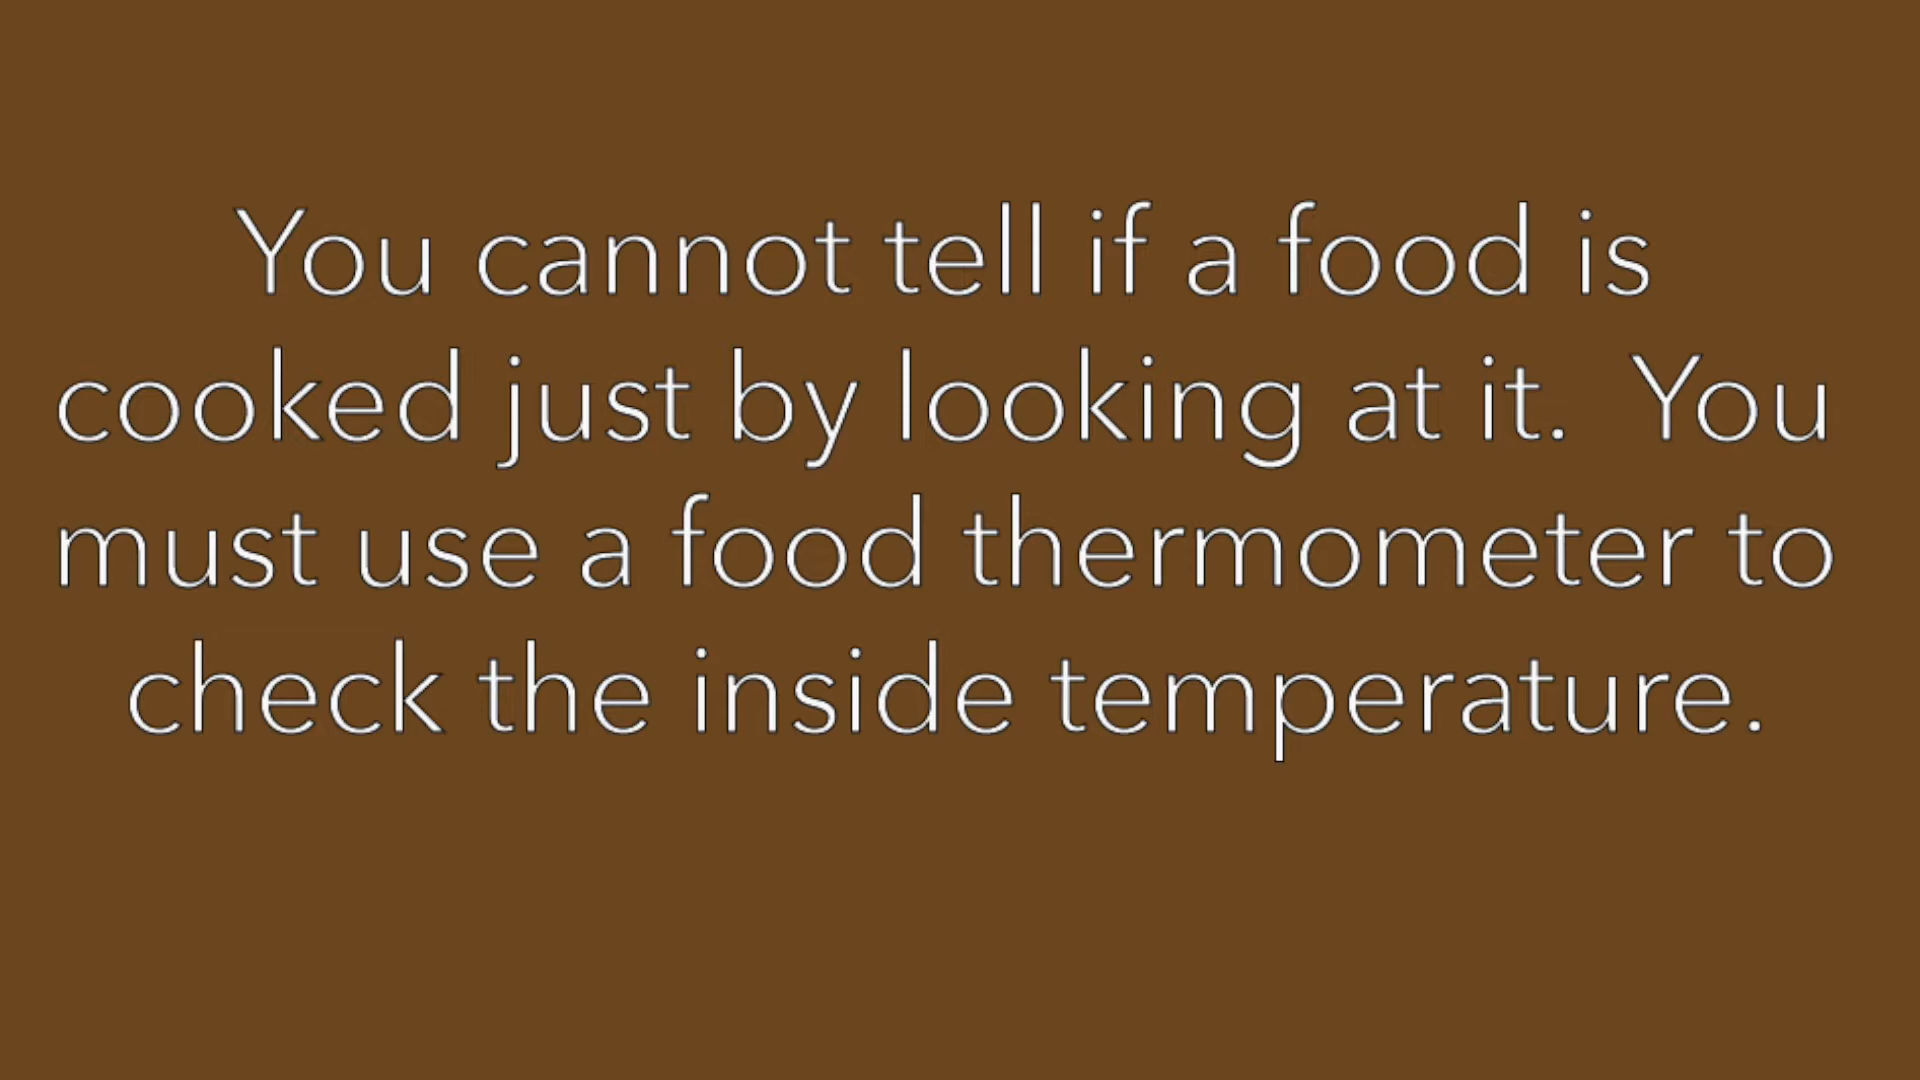 You cannot tell if a food is
cooked just by looking at it.  You
must use a food thermometer to
check the inside temperature.